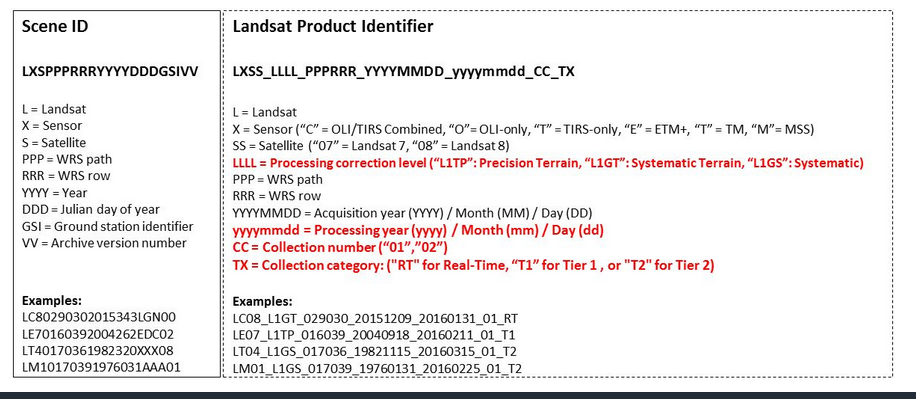 Scene ID
LXSPPPRRRYYYYDDDGSIVV
L = Landsat
X = Sensor
S = Satellite
PPP = WRS path
RRR = WRS row
YYYY = Year
DDD = Julian day of year
GSI = Ground station identifier
VV = Archive version number
Examples:
LC80290302015343LGN00
LE70160392004262EDC02
LT40170361982320XXX08
LM10170391976031AAA01
Landsat Product Identifier
LXSS_LLLL_PPPRRR_YYYYMMDD_yyyymmdd_CC_TX
L = Landsat
X = Sensor (“C” = OLI/TIRS Combined, “O”= OLI-only, “T” = TIRS-only, “E” = ETM+, “T” = TM, “M”= MSS)
SS = Satellite (“07” = Landsat 7, “08” = Landsat 8)
LLLL = Processing correction level (“L1TP”: Precision Terrain, “L1GT”: Systematic Terrain, “L1GS”: Systematic)
PPP = WRS path
RRR = WRS row
YYYYMMDD = Acquisition year (YYYY) / Month (MM) / Day (DD)
yyyymmdd = Processing year (yyyy) / Month (mm) / Day (dd)
CC = Collection number (“01”,”02”)
TX = Collection category: ("RT" for Real-Time, “T1” for Tier 1 , or "T2" for Tier 2)
Examples:
LC08_L1GT_029030_20151209_20160131_01_RT
LE07_L1TP_016039_20040918_20160211_01_T1
LT04_L1GS_017036_19821115_20160315_01_T2
LM01_L1GS_017039_19760131_20160225_01_T2